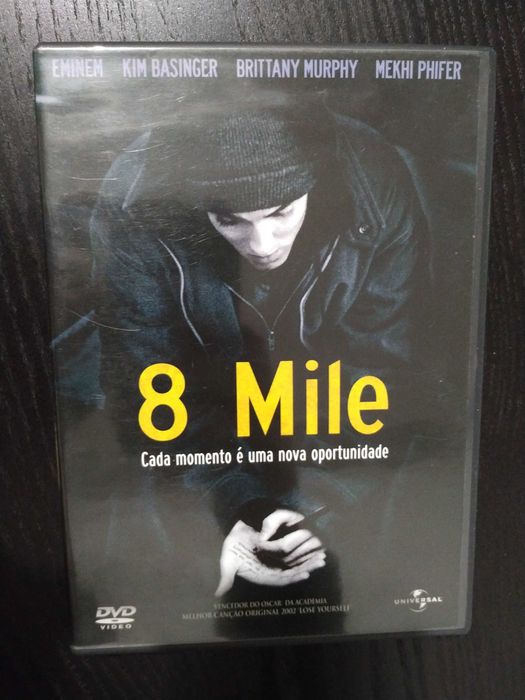 EMINEM KIM BASINGER BRITTANY MURPHY MEKHI PHIFER
8 Mile
Cada momento é uma nova oportunidade
VENCEDOR DO OSCAR DA ACADEMIA
MELHOR CANÇÃO ORIGINAL 2002 'LOSE YOURSELF'
DVD
VIDEO
UNIVERSAL